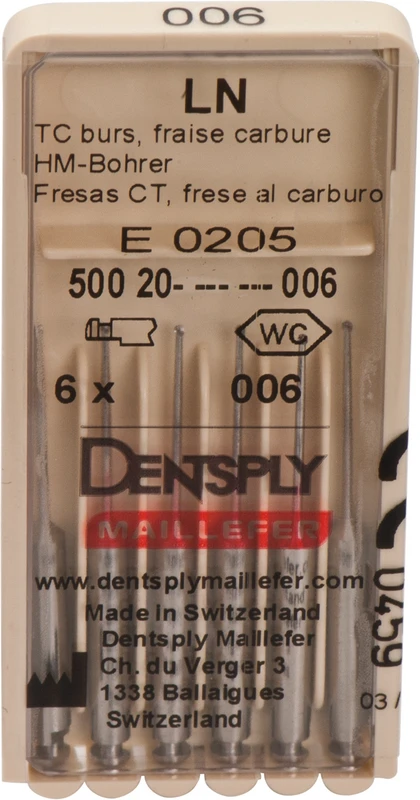 006
LN
TC burs, fraise carbure
HM-Bohrer
Fresas CT, frese al carburo
E 0205
500 20- --- --- 006
WC
6 x 006
DENTSPLY
MAILLEFER
www.dentsplymaillefer.com
Made in Switzerland
Dentsply Maillefer
Ch. du Verger 3
1338 Ballaigues
Switzerland
0459
03 /